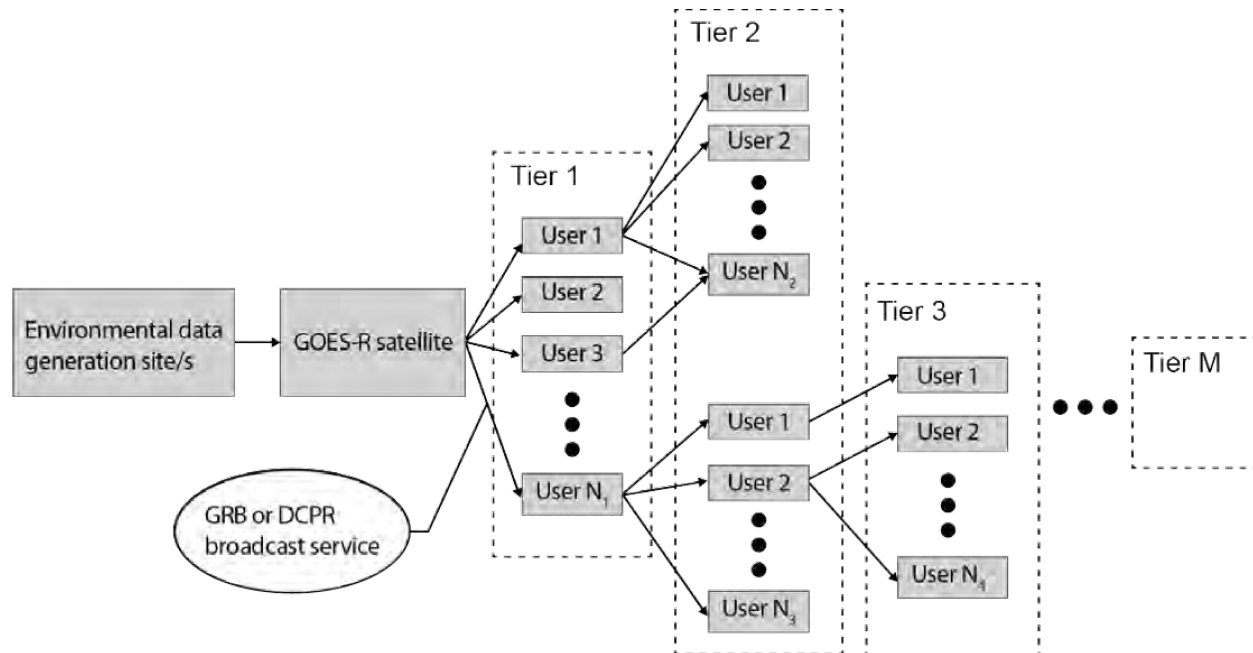 Environmental data
generation site/s
GOES-R satellite
GRB or DCPR
broadcast service
Tier 1
User 1
User 2
User 3
User N₁
Tier 2
User 1
User 2
User N₂
User 1
User 2
User N₃
Tier 3
User 1
User 2
User N₄
Tier M